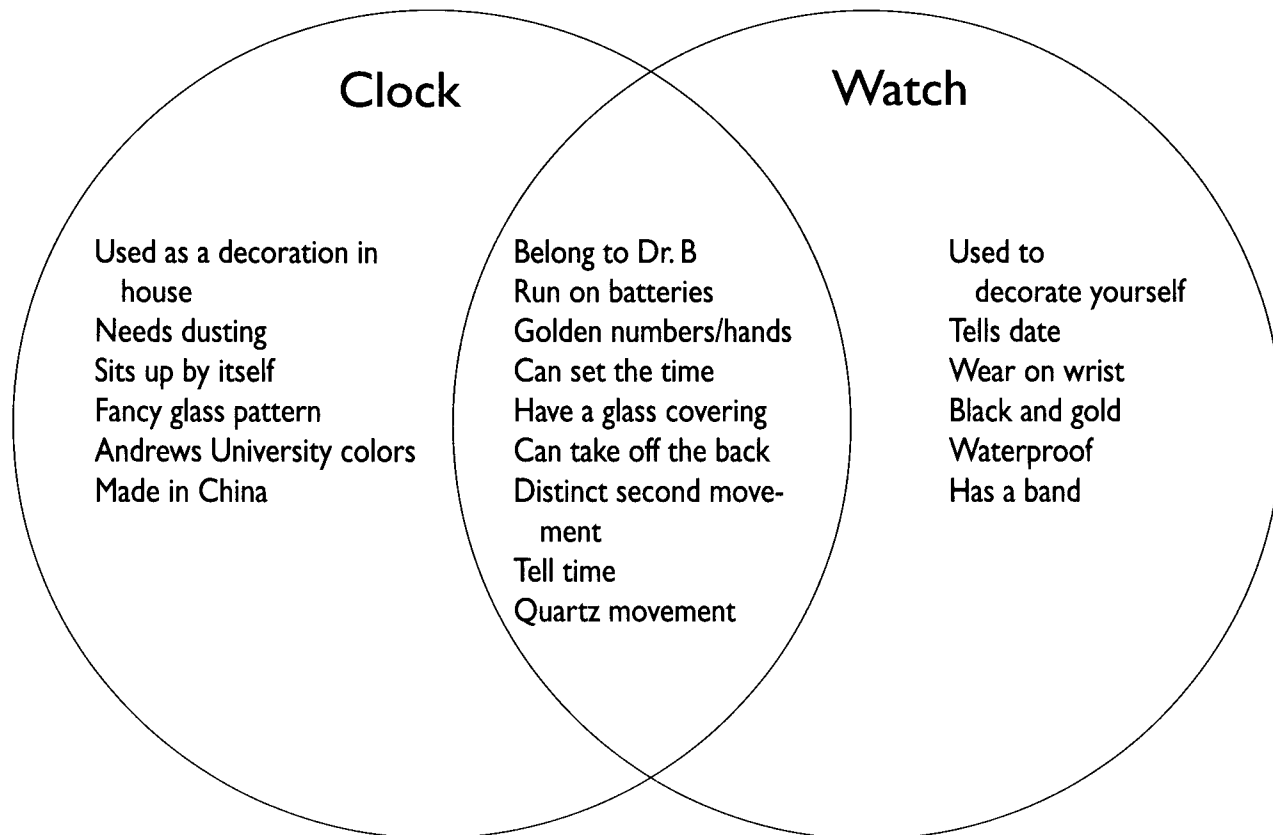 Clock
Watch
Used as a decoration in
house
Needs dusting
Sits up by itself
Fancy glass pattern
Andrews University colors
Made in China
Belong to Dr. B
Run on batteries
Golden numbers/hands
Can set the time
Have a glass covering
Can take off the back
Distinct second move-
ment
Tell time
Quartz movement
Used to
decorate yourself
Tells date
Wear on wrist
Black and gold
Waterproof
Has a band